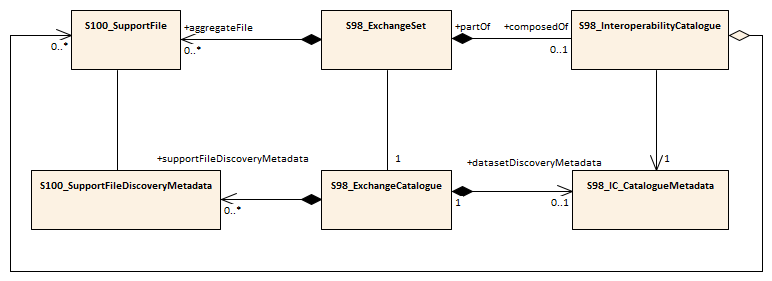 S100_SupportFile
+aggregateFile
S98_ExchangeSet
+partOf
+composedOf
S98_InteroperabilityCatalogue
0..*
0..*
0..1
+supportFileDiscoveryMetadata
1
+datasetDiscoveryMetadata
1
S100_SupportFileDiscoveryMetadata
S98_ExchangeCatalogue
S98_IC_CatalogueMetadata
0..*
1
0..1